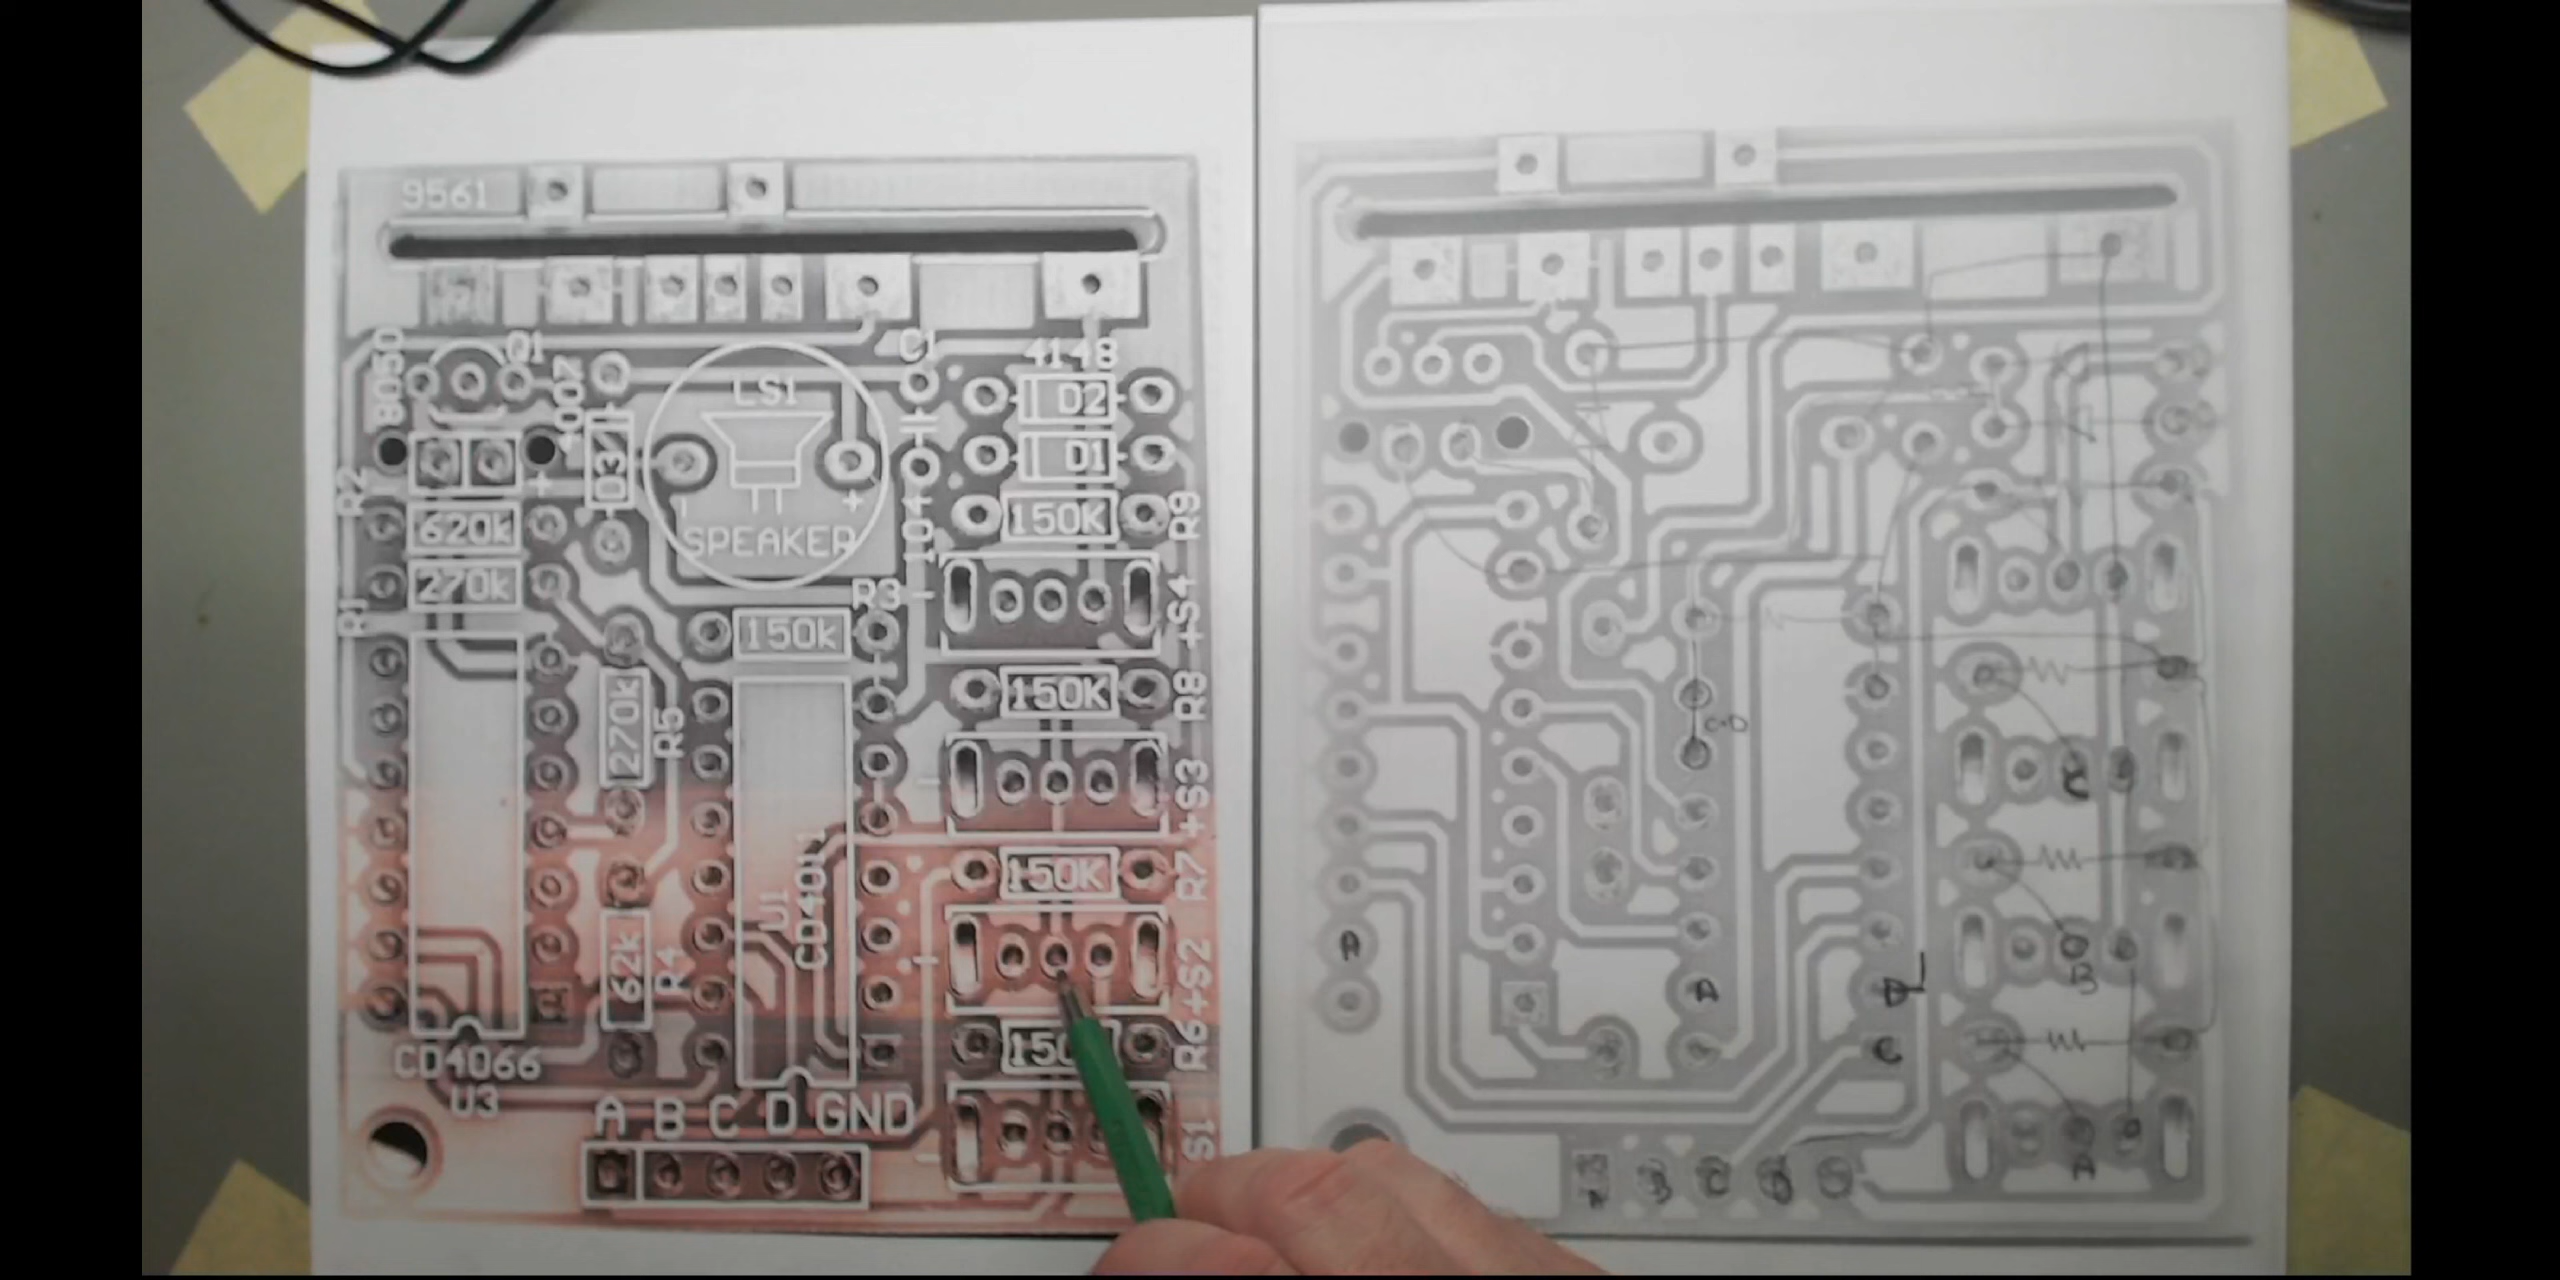 9561
8050
Q1
4007
LS1
C1
4148
D2
D1
D3
+
+
R2
620k
SPEAKER
104
150K
R9
270k
R1
R3
+S4
150k
150K
R8
270k
R5
+S3
150K
R7
U1
CD4011
62k
R4
+S2
150
R6
CD4066
U3
A B C D GND
S1
C
A
B
A
D
C
A